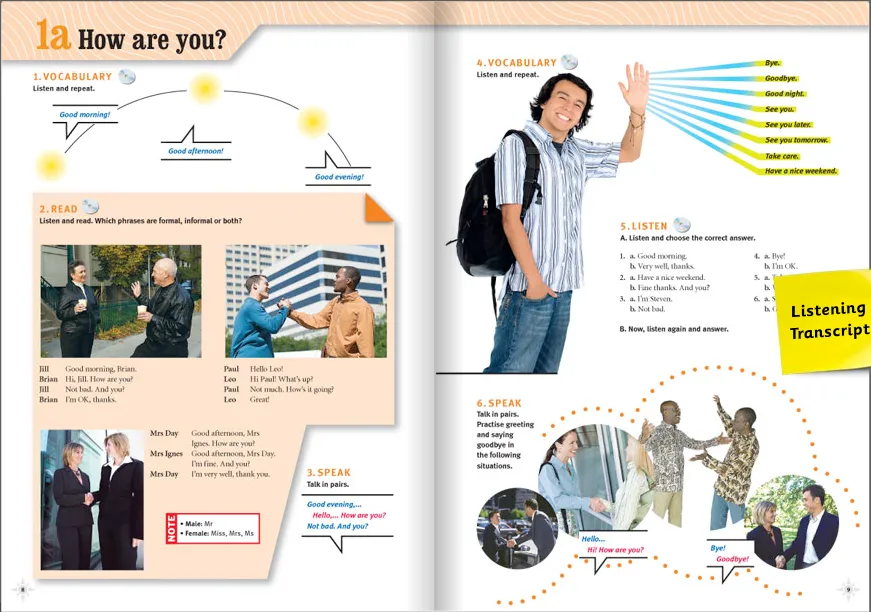 1a How are you?
1. VOCABULARY
Listen and repeat.
Good morning!
Good afternoon!
Good evening!
2. READ
Listen and read. Which phrases are formal, informal or both?
Jill Good morning, Brian.
Brian Hi, Jill. How are you?
Jill Not bad. And you?
Brian I'm OK, thanks.
Paul Hello Leo!
Leo Hi Paul! What's up?
Paul Not much. How's it going?
Leo Great!
Mrs Day Good afternoon, Mrs
Ignes. How are you?
Mrs Ignes Good afternoon, Mrs Day.
I'm fine. And you?
Mrs Day I'm very well, thank you.
NOTE
• Male: Mr
• Female: Miss, Mrs, Ms
3. SPEAK
Talk in pairs.
Good evening,...
Hello,... How are you?
Not bad. And you?
8
4. VOCABULARY
Listen and repeat.
Bye.
Goodbye.
Good night.
See you.
See you later.
See you tomorrow.
Take care.
Have a nice weekend.
5. LISTEN
A. Listen and choose the correct answer.
1. a. Good morning.
b. Very well, thanks.
2. a. Have a nice weekend.
b. Fine thanks. And you?
3. a. I'm Steven.
b. Not bad.
4. a. Bye!
b. I'm OK.
5. a.
b.
6. a.
b.
B. Now, listen again and answer.
Listening
Transcript
6. SPEAK
Talk in pairs.
Practise greeting
and saying
goodbye in
the following
situations.
Hello...
Hi! How are you?
Bye!
Goodbye!
9